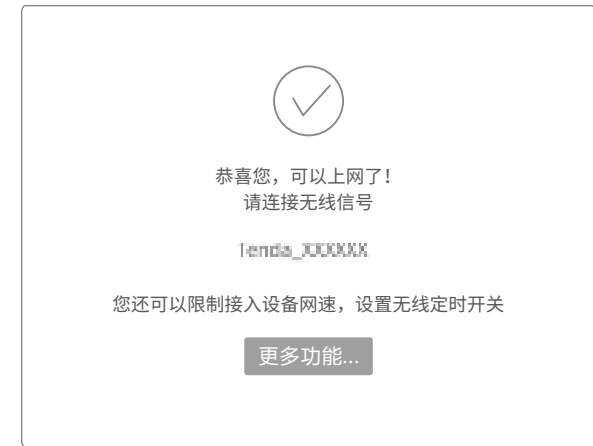 恭喜您，可以上网了！
请连接无线信号
Tenda_XXXXXX
您还可以限制接入设备网速，设置无线定时开关
更多功能...